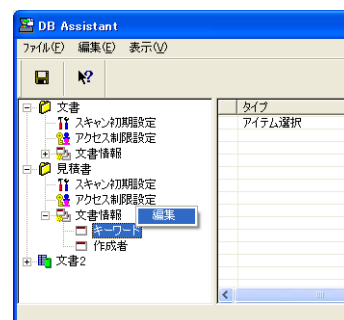 DB Assistant
ファイル(F) 編集(E) 表示(V)
文書
スキャン初期設定
アクセス制限設定
文書情報
見積書
スキャン初期設定
アクセス制限設定
文書情報
編集
キーワード
作成者
文書2
タイプ
アイテム選択